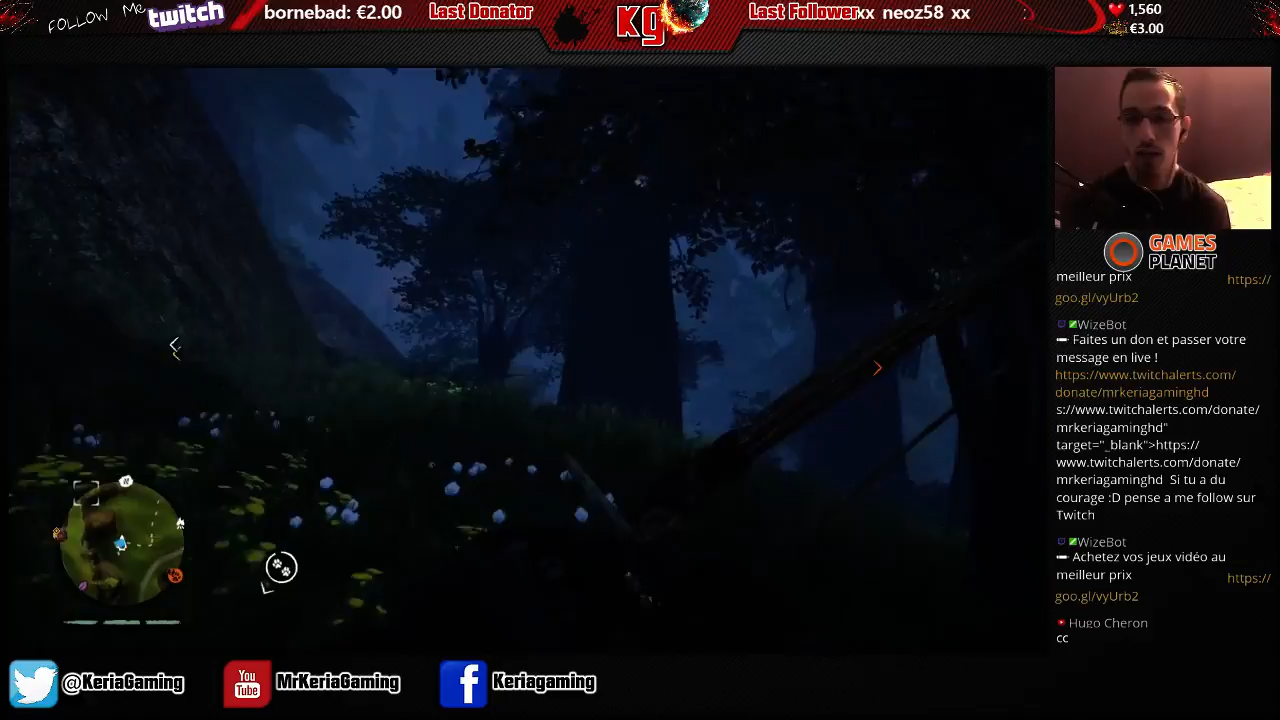 FOLLOW ME
twitch
bornebad: €2.00
Last Donator
KG
Last Follower
xx neoz58 xx
1,560
€3.00
GAMES
PLANET
meilleur prix https://
goo.gl/vyUrb2
WizeBot
Faites un don et passer votre
message en live !
https://www.twitchalerts.com/
donate/mrkeriagaminghd
s://www.twitchalerts.com/donate/
mrkeriagaminghd"
target="_blank">https://
www.twitchalerts.com/donate/
mrkeriagaminghd Si tu a du
courage :D pense a me follow sur
Twitch
WizeBot
Achetez vos jeux vidéo au
meilleur prix https://
goo.gl/vyUrb2
Hugo Cheron
cc
@KeriaGaming
You
Tube
MrKeriaGaming
f
Keriagaming